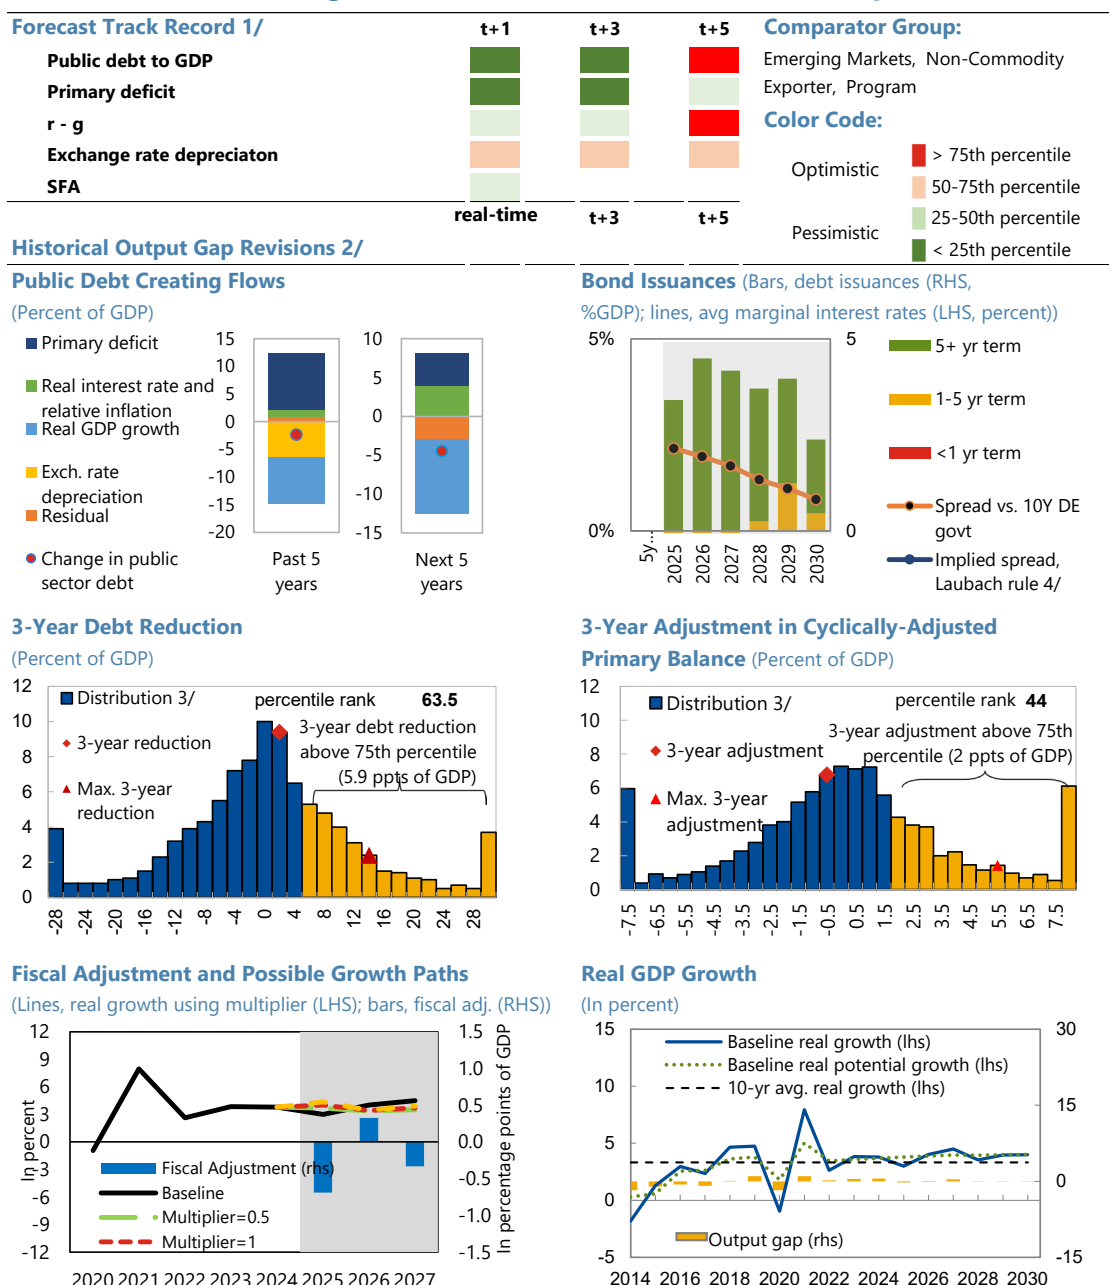 Forecast Track Record 1/ t+1 t+3 t+5 Comparator Group:
Public debt to GDP Emerging Markets, Non-Commodity
Exporter, Program
Primary deficit
r - g Color Code:
Exchange rate depreciaton Optimistic > 75th percentile
50-75th percentile
SFA
real-time t+3 t+5
Pessimistic 25-50th percentile
< 25th percentile
Historical Output Gap Revisions 2/
Public Debt Creating Flows
(Percent of GDP)
Primary deficit
Real interest rate and
relative inflation
Real GDP growth
Exch. rate
depreciation
Residual
Change in public
sector debt
15
10
5
0
-5
-10
-15
-20
Past 5
years
10
5
0
-5
-10
-15
Next 5
years
Bond Issuances (Bars, debt issuances (RHS,
%GDP); lines, avg marginal interest rates (LHS, percent))
5%
0%
5
0
5y...
2025
2026
2027
2028
2029
2030
5+ yr term
1-5 yr term
<1 yr term
Spread vs. 10Y DE
govt
Implied spread,
Laubach rule 4/
3-Year Debt Reduction
(Percent of GDP)
12
10
8
6
4
2
0
Distribution 3/
3-year reduction
Max. 3-year
reduction
percentile rank 63.5
3-year debt reduction
above 75th percentile
(5.9 ppts of GDP)
-28 -24 -20 -16 -12 -8 -4 0 4 8 12 16 20 24 28
3-Year Adjustment in Cyclically-Adjusted
Primary Balance (Percent of GDP)
12
10
8
6
4
2
0
Distribution 3/
3-year adjustment
Max. 3-year
adjustment
percentile rank 44
3-year adjustment above 75th
percentile (2 ppts of GDP)
-7.5 -6.5 -5.5 -4.5 -3.5 -2.5 -1.5 -0.5 0.5 1.5 2.5 3.5 4.5 5.5 6.5 7.5
Fiscal Adjustment and Possible Growth Paths
(Lines, real growth using multiplier (LHS); bars, fiscal adj. (RHS))
In percent
12
9
6
3
0
-3
-6
-9
-12
1.5
1.0
0.5
0.0
-0.5
-1.0
-1.5
In percentage points of GDP
Fiscal Adjustment (rhs)
Baseline
Multiplier=0.5
Multiplier=1
2020 2021 2022 2023 2024 2025 2026 2027
Real GDP Growth
(In percent)
15
10
5
0
-5
30
15
0
-15
Baseline real growth (lhs)
Baseline real potential growth (lhs)
10-yr avg. real growth (lhs)
Output gap (rhs)
2014 2016 2018 2020 2022 2024 2026 2028 2030